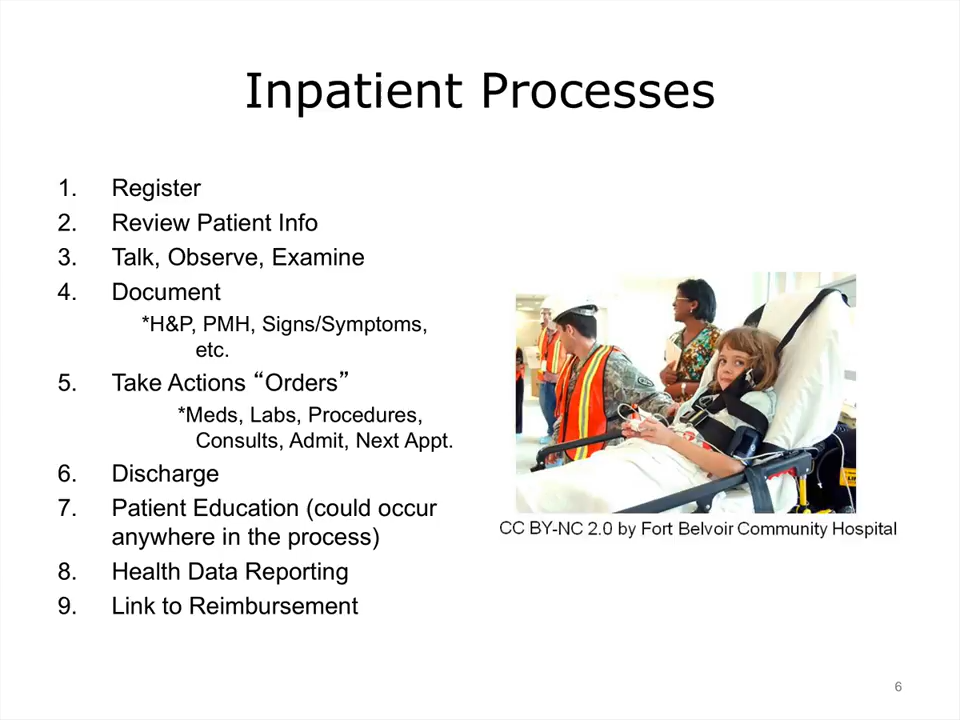 Inpatient Processes
1. Register
2. Review Patient Info
3. Talk, Observe, Examine
4. Document
*H&P, PMH, Signs/Symptoms,
etc.
5. Take Actions “Orders”
*Meds, Labs, Procedures,
Consults, Admit, Next Appt.
6. Discharge
7. Patient Education (could occur
anywhere in the process)
8. Health Data Reporting
9. Link to Reimbursement
CC BY-NC 2.0 by Fort Belvoir Community Hospital
6